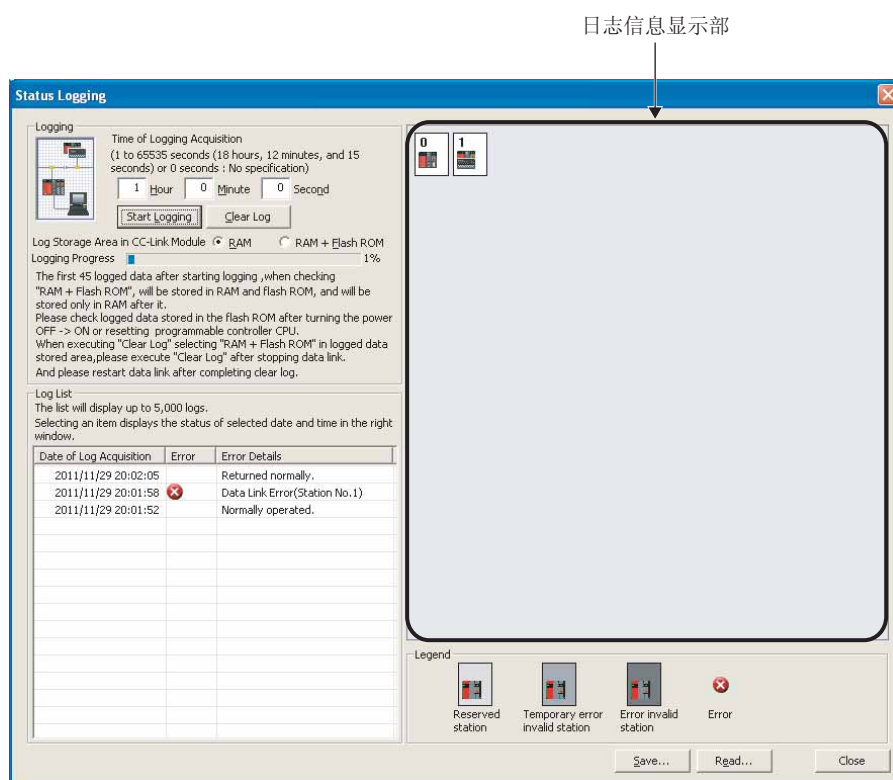 日志信息显示部
Status Logging
Logging
Time of Logging Acquisition
(1 to 65535 seconds (18 hours, 12 minutes, and 15
seconds) or 0 seconds : No specification)
1 Hour 0 Minute 0 Second
Start Logging Clear Log
Log Storage Area in CC-Link Module RAM RAM + Flash ROM
Logging Progress 1%
The first 45 logged data after starting logging ,when checking
"RAM + Flash ROM", will be stored in RAM and flash ROM, and will be
stored only in RAM after it.
Please check logged data stored in the flash ROM after turning the power
OFF -> ON or resetting programmable controller CPU.
When executing "Clear Log" selecting "RAM + Flash ROM" in logged data
stored area,please execute "Clear Log" after stopping data link.
And please restart data link after completing clear log.
Log List
The list will display up to 5,000 logs.
Selecting an item displays the status of selected date and time in the right
window.
Date of Log Acquisition Error Error Details
2011/11/29 20:02:05 Returned normally.
2011/11/29 20:01:58 Data Link Error(Station No.1)
2011/11/29 20:01:52 Normally operated.
0 1
Legend
Reserved
station
Temporary error
invalid station
Error invalid
station
Error
Save... Read... Close